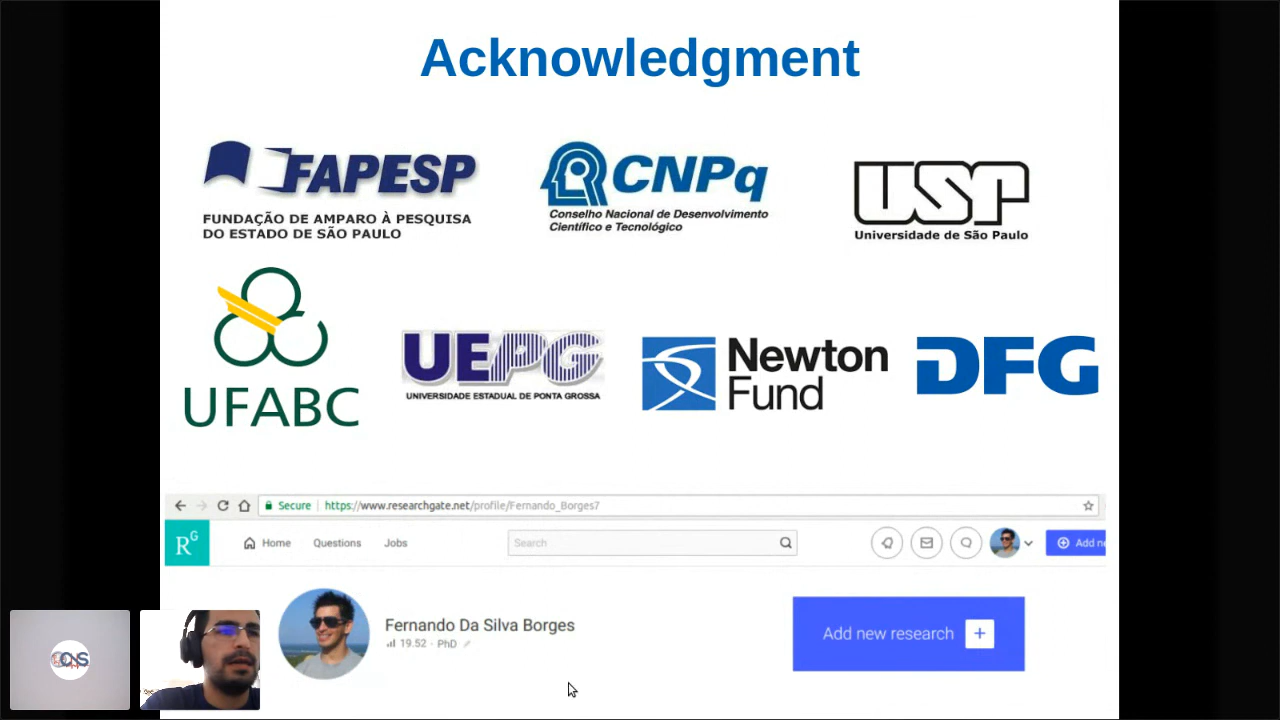 Acknowledgment
FAPESP
FUNDAÇÃO DE AMPARO À PESQUISA
DO ESTADO DE SÃO PAULO
CNPq
Conselho Nacional de Desenvolvimento
Científico e Tecnológico
USP
Universidade de São Paulo
UFABC
UEPG
UNIVERSIDADE ESTADUAL DE PONTA GROSSA
Newton
Fund
DFG
Secure
https://www.researchgate.net/profile/Fernando_Borges7
RG
Home
Questions
Jobs
Search
Add
Fernando Da Silva Borges
19.52 · PhD
Add new research